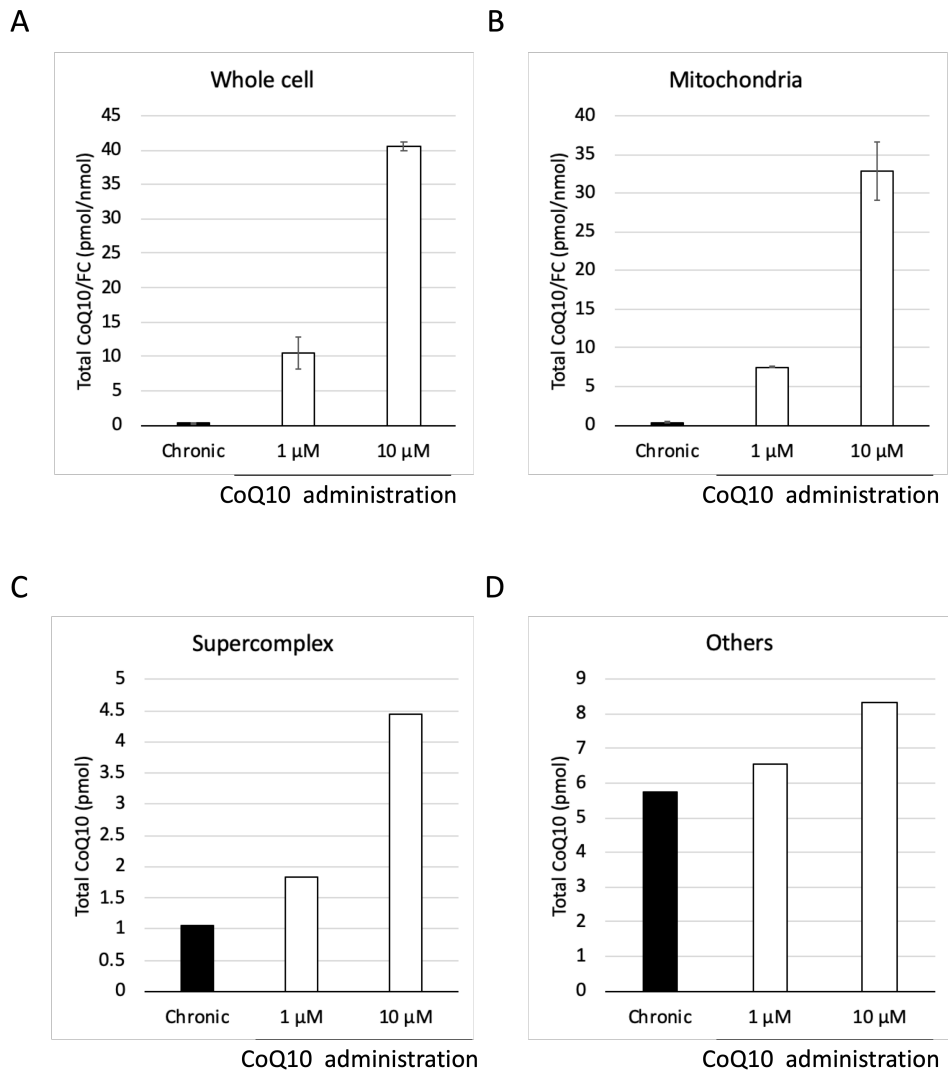 A
Whole cell
Total CoQ10/FC (pmol/nmol)
45
40
35
30
25
20
15
10
5
0
Chronic 1 μM 10 μM
CoQ10 administration
B
Mitochondria
Total CoQ10/FC (pmol/nmol)
40
35
30
25
20
15
10
5
0
Chronic 1 μM 10 μM
CoQ10 administration
C
Supercomplex
Total CoQ10 (pmol)
5
4.5
4
3.5
3
2.5
2
1.5
1
0.5
0
Chronic 1 μM 10 μM
CoQ10 administration
D
Others
Total CoQ10 (pmol)
9
8
7
6
5
4
3
2
1
0
Chronic 1 μM 10 μM
CoQ10 administration